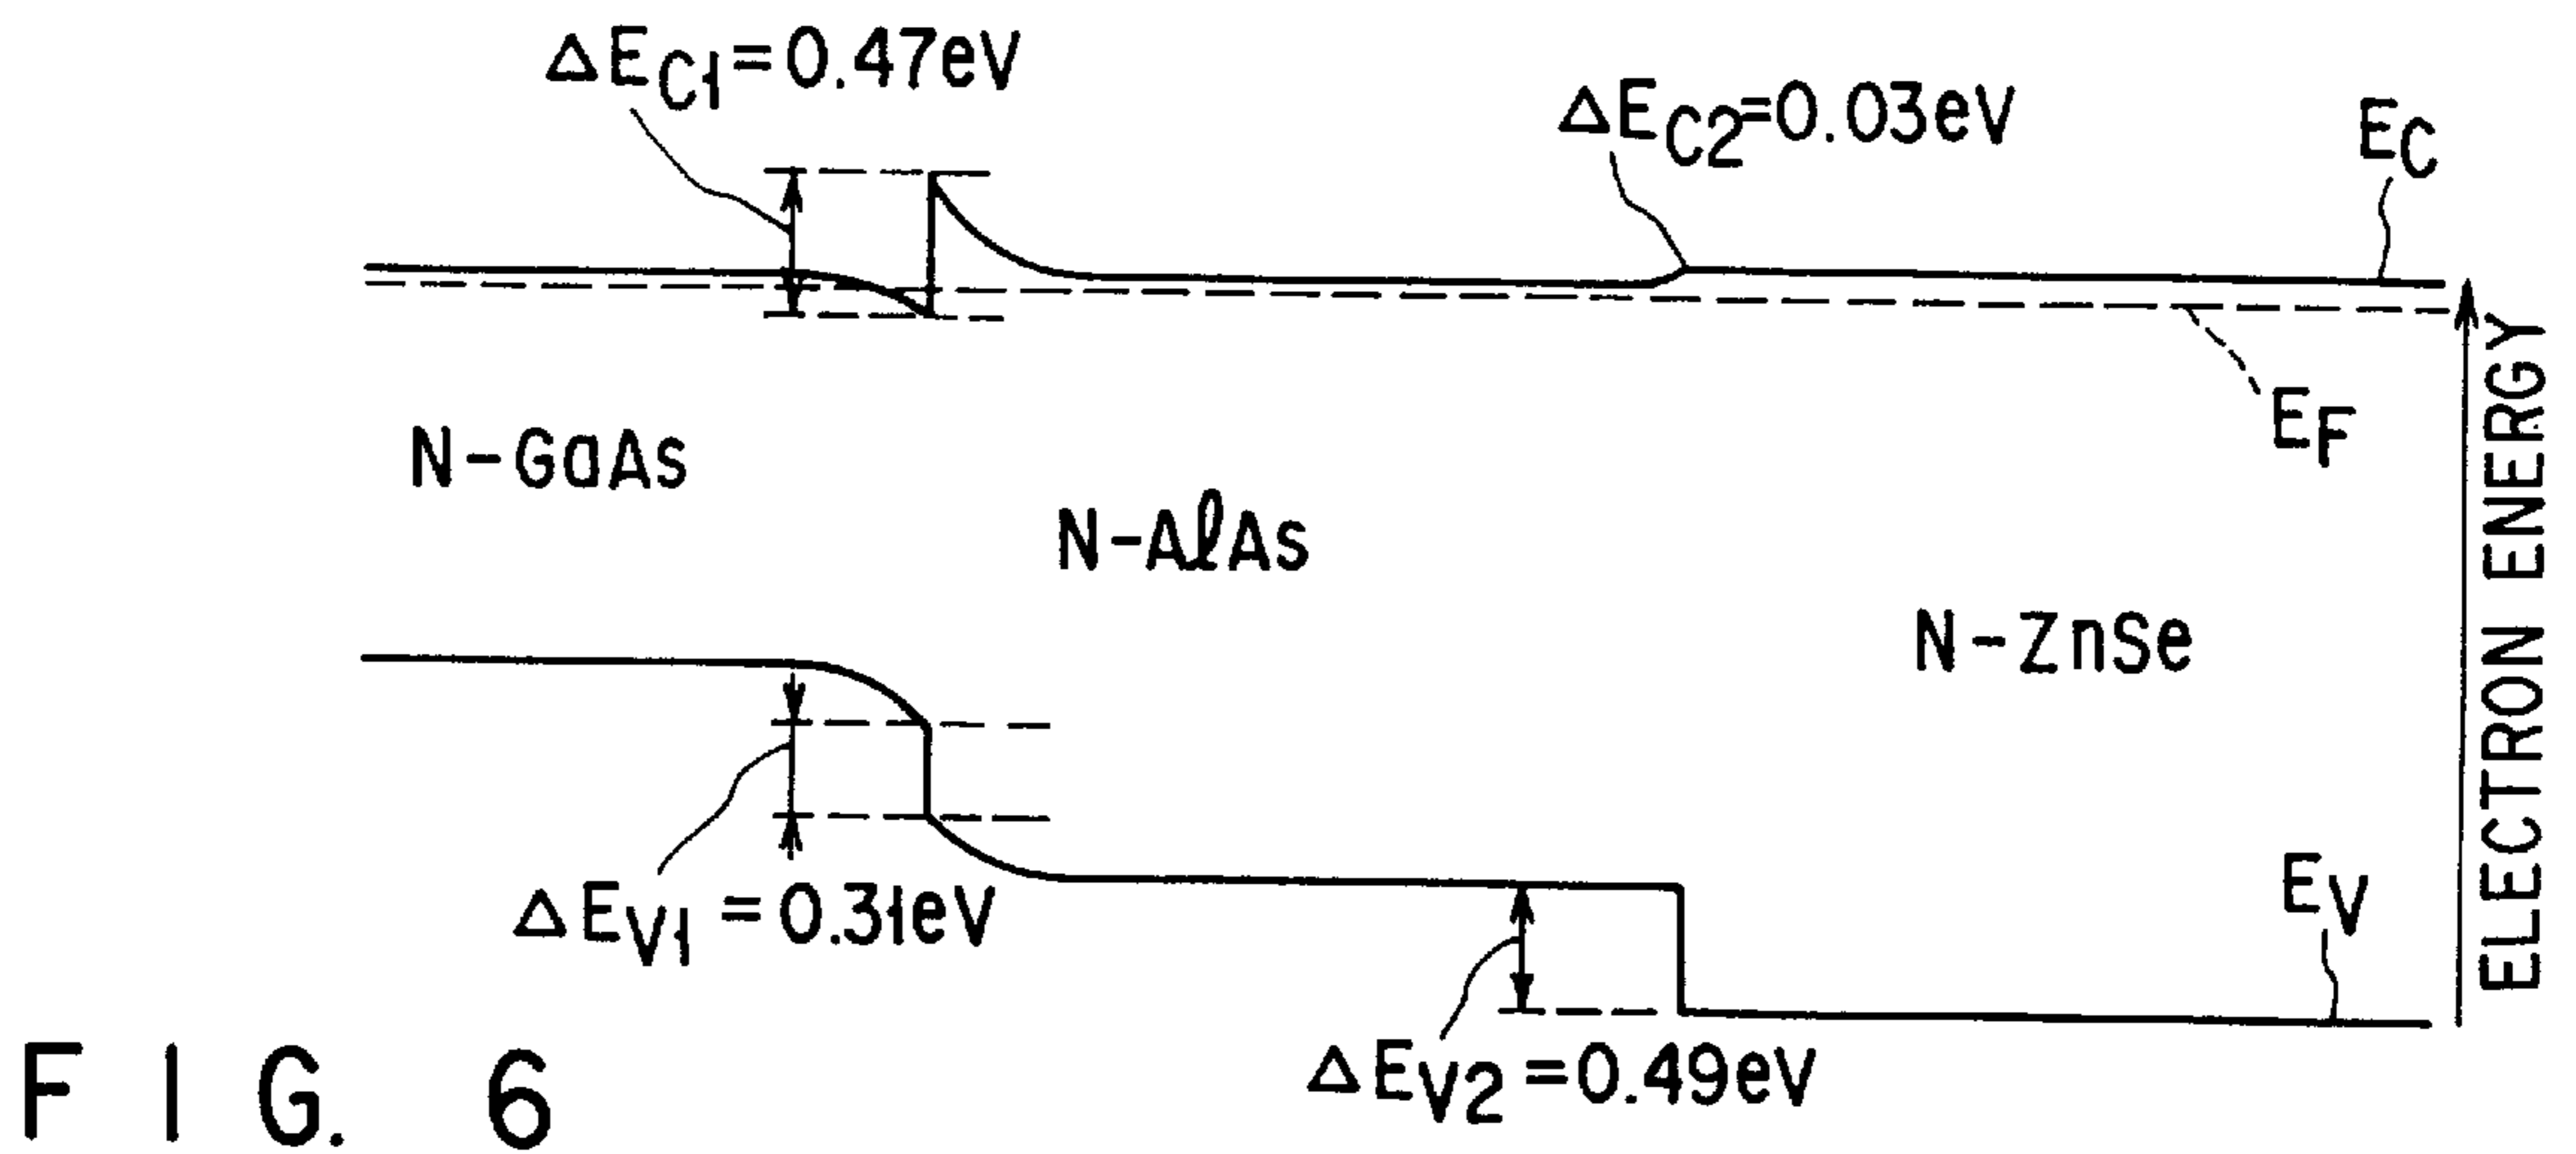 ΔEC1=0.47eV
ΔEC2=0.03eV
EC
EF
N-GaAs
N-AlAs
N-ZnSe
ELECTRON ENERGY
ΔEV1=0.31eV
EV
ΔEV2=0.49eV
FIG. 6